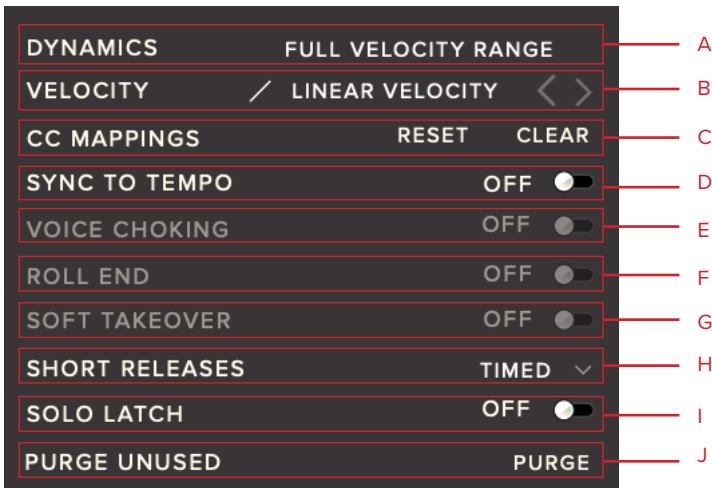 DYNAMICS FULL VELOCITY RANGE A
VELOCITY LINEAR VELOCITY B
CC MAPPINGS RESET CLEAR C
SYNC TO TEMPO OFF D
VOICE CHOKING OFF E
ROLL END OFF F
SOFT TAKEOVER OFF G
SHORT RELEASES TIMED H
SOLO LATCH OFF I
PURGE UNUSED PURGE J